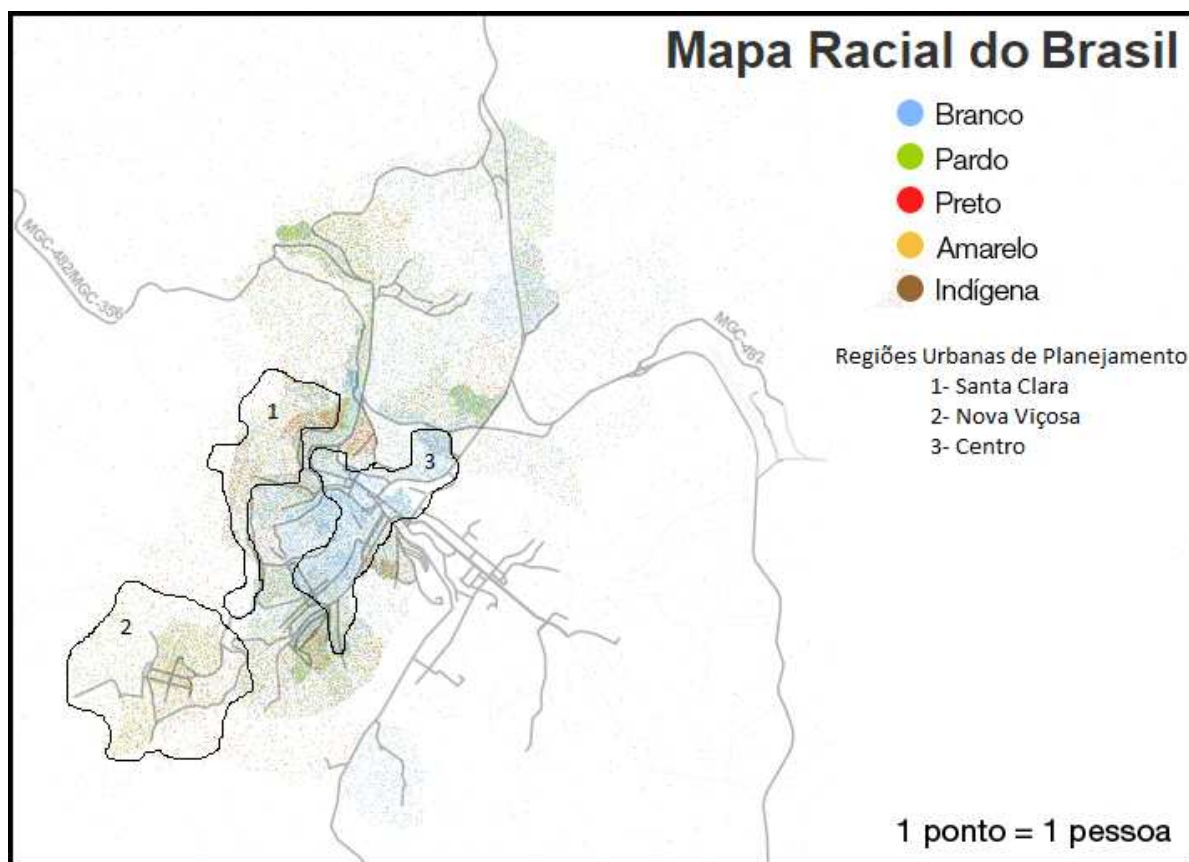 Mapa Racial do Brasil
Branco
Pardo
Preto
Amarelo
Indígena
Regiões Urbanas de Planejamento
1- Santa Clara
2- Nova Viçosa
3- Centro
MGC-482/MGC-356
MGC-482
1
3
2
1 ponto = 1 pessoa